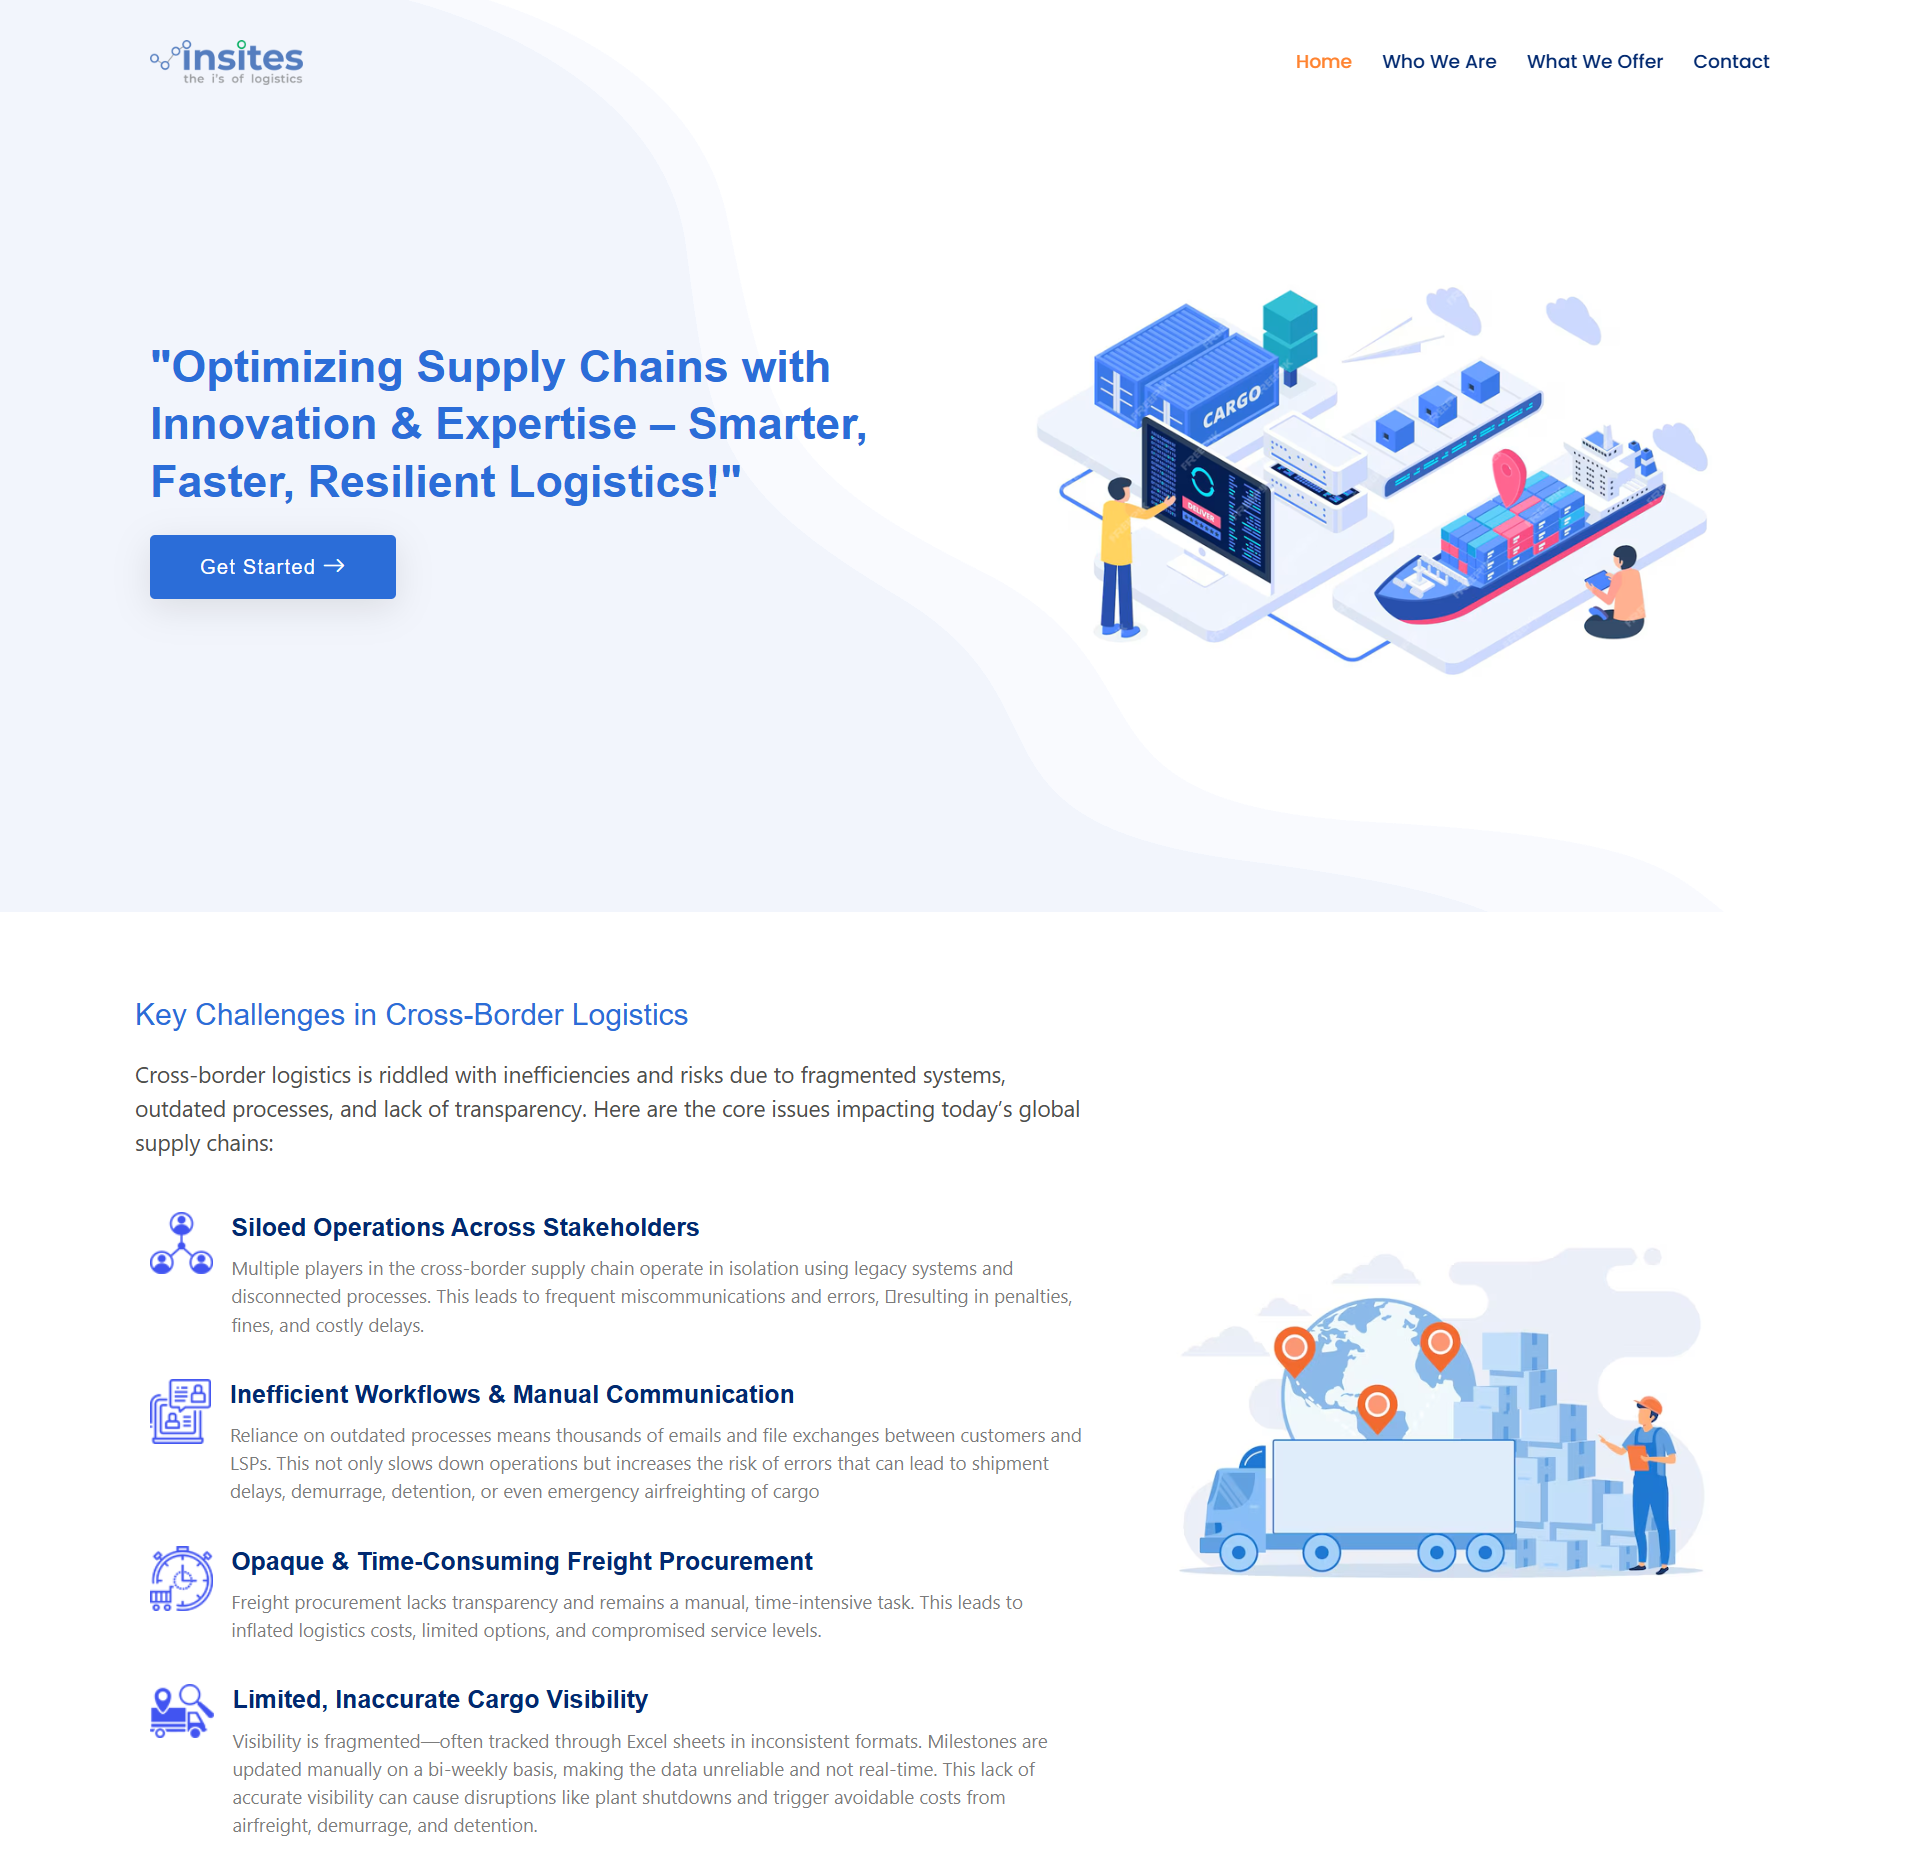 insites
the i's of logistics
Home Who We Are What We Offer Contact
"Optimizing Supply Chains with
Innovation & Expertise – Smarter,
Faster, Resilient Logistics!"
Get Started →
CARGO
DELIVER
Key Challenges in Cross-Border Logistics
Cross-border logistics is riddled with inefficiencies and risks due to fragmented systems,
outdated processes, and lack of transparency. Here are the core issues impacting today’s global
supply chains:
Siloed Operations Across Stakeholders
Multiple players in the cross-border supply chain operate in isolation using legacy systems and
disconnected processes. This leads to frequent miscommunications and errors, resulting in penalties,
fines, and costly delays.
Inefficient Workflows & Manual Communication
Reliance on outdated processes means thousands of emails and file exchanges between customers and
LSPs. This not only slows down operations but increases the risk of errors that can lead to shipment
delays, demurrage, detention, or even emergency airfreighting of cargo
Opaque & Time-Consuming Freight Procurement
Freight procurement lacks transparency and remains a manual, time-intensive task. This leads to
inflated logistics costs, limited options, and compromised service levels.
Limited, Inaccurate Cargo Visibility
Visibility is fragmented—often tracked through Excel sheets in inconsistent formats. Milestones are
updated manually on a bi-weekly basis, making the data unreliable and not real-time. This lack of
accurate visibility can cause disruptions like plant shutdowns and trigger avoidable costs from
airfreight, demurrage, and detention.